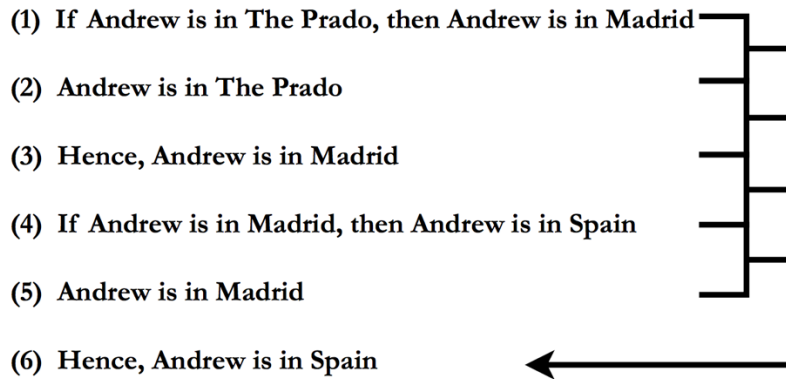 (1) If Andrew is in The Prado, then Andrew is in Madrid
(2) Andrew is in The Prado
(3) Hence, Andrew is in Madrid
(4) If Andrew is in Madrid, then Andrew is in Spain
(5) Andrew is in Madrid
(6) Hence, Andrew is in Spain